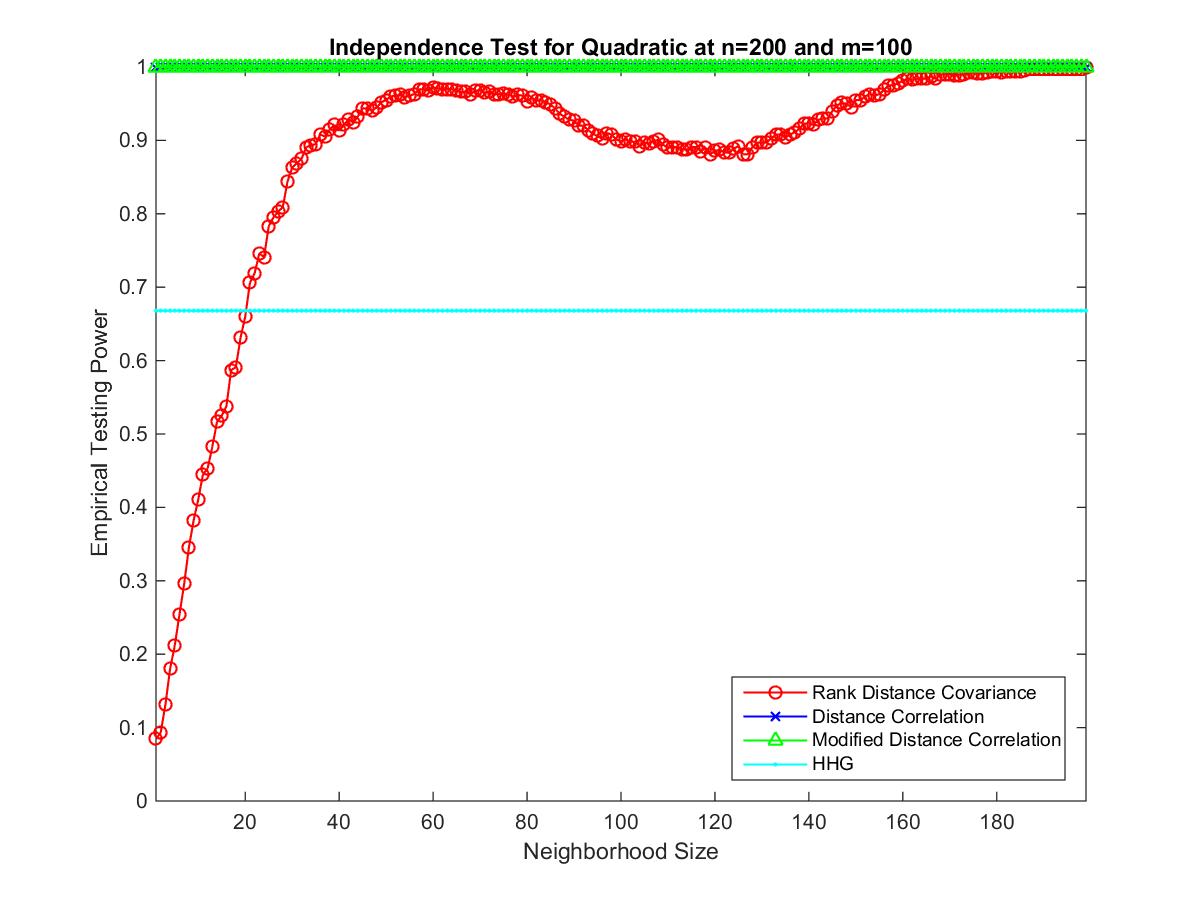 Independence Test for Quadratic at n=200 and m=100
1
0.9
0.8
0.7
0.6
0.5
0.4
0.3
0.2
0.1
0
Empirical Testing Power
Rank Distance Covariance
Distance Correlation
Modified Distance Correlation
HHG
20 40 60 80 100 120 140 160 180
Neighborhood Size